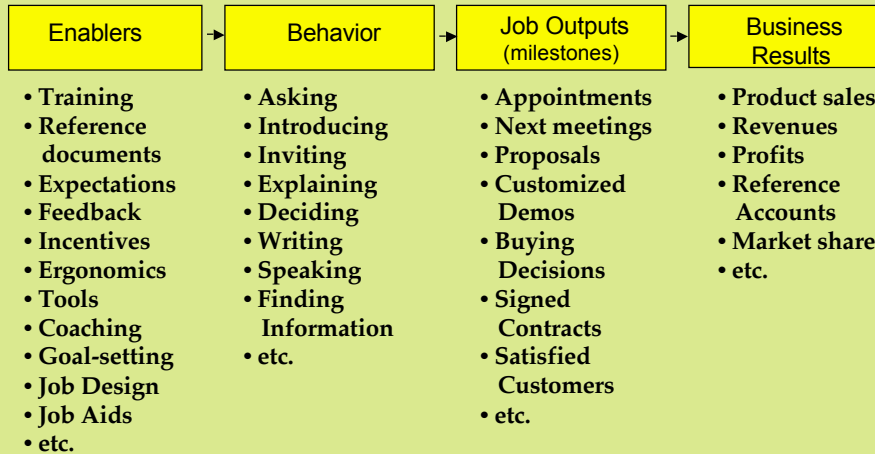 Enablers
Behavior
Job Outputs
(milestones)
Business
Results
• Training
• Reference
documents
• Expectations
• Feedback
• Incentives
• Ergonomics
• Tools
• Coaching
• Goal-setting
• Job Design
• Job Aids
• etc.
• Asking
• Introducing
• Inviting
• Explaining
• Deciding
• Writing
• Speaking
• Finding
Information
• etc.
• Appointments
• Next meetings
• Proposals
• Customized
Demos
• Buying
Decisions
• Signed
Contracts
• Satisfied
Customers
• etc.
• Product sales
• Revenues
• Profits
• Reference
Accounts
• Market share
• etc.